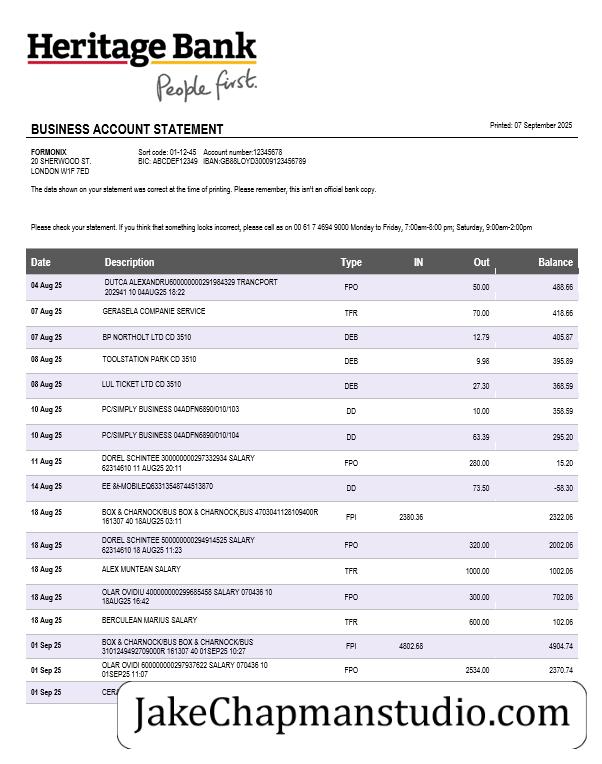 Heritage Bank
People first.
BUSINESS ACCOUNT STATEMENT
Printed: 07 September 2025
FORMONIX Sort code: 01-12-45 Account number:12345678
20 SHERWOOD ST. BIC: ABCDEF12349 IBAN:GB88LOYD30009123456789
LONDON W1F 7ED
The data shown on your statement was correct at the time of printing. Please remember, this isn't an official bank copy.
Please check your statement. If you think that something looks incorrect, please call as on 00 61 7 4694 9000 Monday to Friday, 7:00am-8:00 pm; Saturday, 9:00am-2:00pm
Date Description Type IN Out Balance
04 Aug 25 DUTCA ALEXANDRU600000000291984329 TRANCPORT FPO 50.00 488.66
202941 10 04AUG25 18:22
07 Aug 25 GERASELA COMPANIE SERVICE TFR 70.00 418.66
07 Aug 25 BP NORTHOLT LTD CD 3510 DEB 12.79 405.87
08 Aug 25 TOOLSTATION PARK CD 3510 DEB 9.98 395.89
08 Aug 25 LUL TICKET LTD CD 3510 DEB 27.30 368.59
10 Aug 25 PC/SIMPLY BUSINESS 04ADFN6890/010/103 DD 10.00 358.59
10 Aug 25 PC/SIMPLY BUSINESS 04ADFN6890/010/104 DD 63.39 295.20
11 Aug 25 DOREL SCHINTEE 300000000297332934 SALARY FPO 280.00 15.20
62314610 11 AUG25 20:11
14 Aug 25 EE &t-MOBILEQ63313548744513870 DD 73.50 -58.30
18 Aug 25 BOX & CHARNOCK/BUS BOX & CHARNOCK,BUS 4703041128109400R FPI 2380.36 2322.06
161307 40 18AUG25 03:11
18 Aug 25 DOREL SCHINTEE 500000000294914525 SALARY FPO 320.00 2002.06
62314610 18 AUG25 11:23
18 Aug 25 ALEX MUNTEAN SALARY TFR 1000.00 1002.06
18 Aug 25 OLAR OVIDIU 400000000299685458 SALARY 070436 10 FPO 300.00 702.06
18AUG25 16:42
18 Aug 25 BERCULEAN MARIUS SALARY TFR 600.00 102.06
01 Sep 25 BOX & CHARNOCK/BUS BOX & CHARNOCK/BUS FPI 4802.68 4904.74
3101249492709000R 161307 40 01SEP25 10:27
01 Sep 25 OLAR OVIDI 600000000297937622 SALARY 070436 10 FPO 2534.00 2370.74
01SEP25 11:07
01 Sep 25
JakeChapmanstudio.com